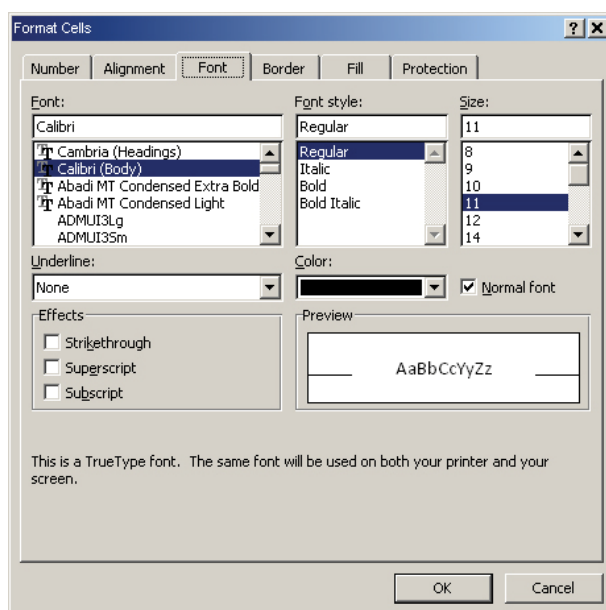 Format Cells
Number Alignment Font Border Fill Protection
Font: Font style: Size:
Calibri Regular 11
Cambria (Headings) Regular 8
Calibri (Body) Italic 9
Abadi MT Condensed Extra Bold Bold 10
Abadi MT Condensed Light Bold Italic 11
ADMUI3Lg 12
ADMUI3Sm 14
Underline: Color:
None Normal font
Effects Preview
Strikethrough
Superscript AaBbCcYyZz
Subscript
This is a TrueType font. The same font will be used on both your printer and your
screen.
OK Cancel